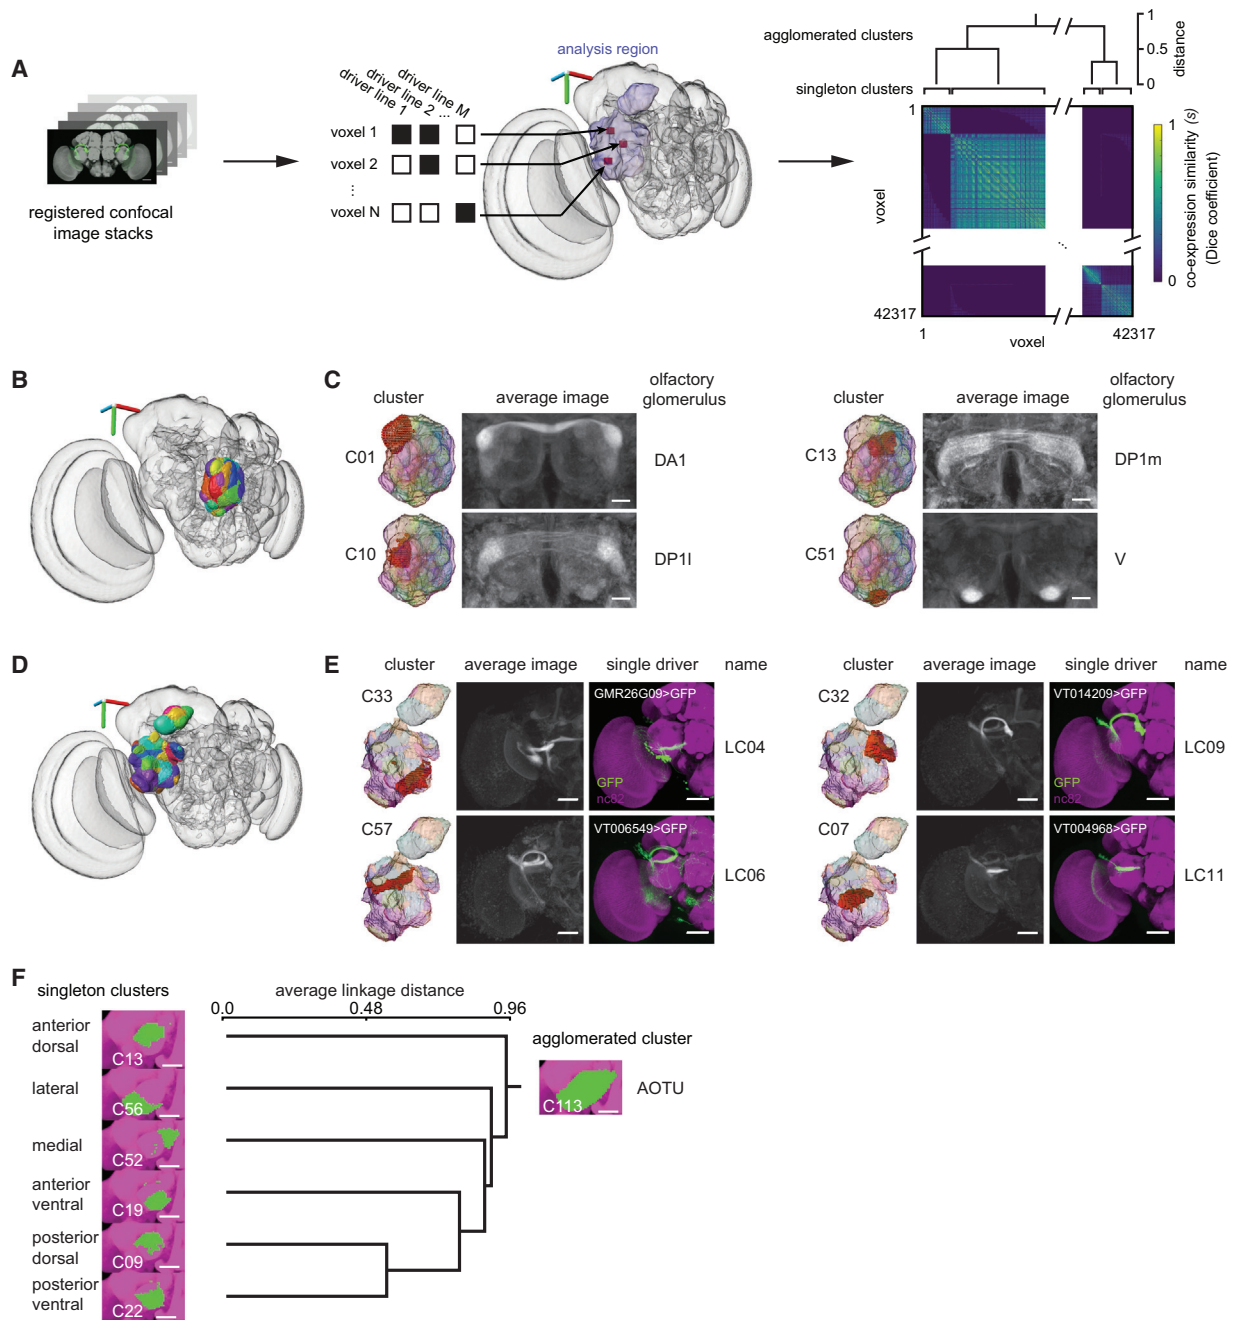 A
registered confocal
image stacks
driver line 1
driver line 2
...
driver line M
voxel 1
voxel 2
⋮
voxel N
analysis region
agglomerated clusters
singleton clusters
1
0.5
0
distance
1
voxel
42317
1
voxel
42317
...
1
0
co-expression similarity (s)
(Dice coefficient)
B
C
cluster
average image
olfactory
glomerulus
C01
DA1
C10
DP1l
cluster
average image
olfactory
glomerulus
C13
DP1m
C51
V
D
E
cluster
average image
single driver
name
C33
GMR26G09>GFP
GFP
nc82
LC04
C57
VT006549>GFP
LC06
cluster
average image
single driver
name
C32
VT014209>GFP
LC09
C07
VT004968>GFP
LC11
F
singleton clusters
average linkage distance
0.0
0.48
0.96
anterior
dorsal
C13
lateral
C56
medial
C52
anterior
ventral
C19
posterior
dorsal
C09
posterior
ventral
C22
agglomerated cluster
C113
AOTU